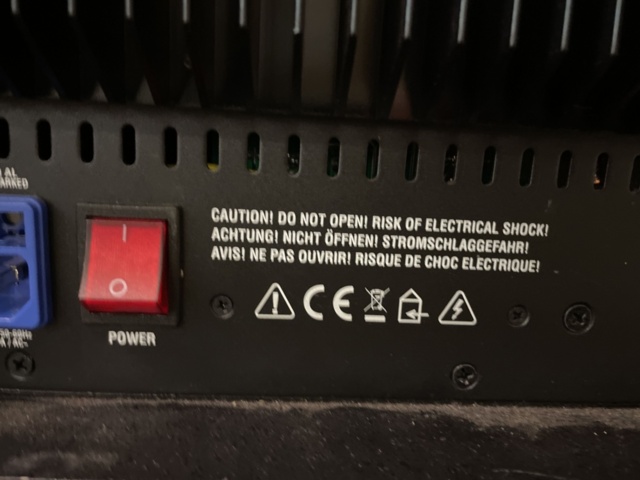 CAUTION! DO NOT OPEN! RISK OF ELECTRICAL SHOCK!
ACHTUNG! NICHT ÖFFNEN! STROMSCHLAGGEFAHR!
AVIS! NE PAS OUVRIR! RISQUE DE CHOC ELECTRIQUE!
CE
POWER